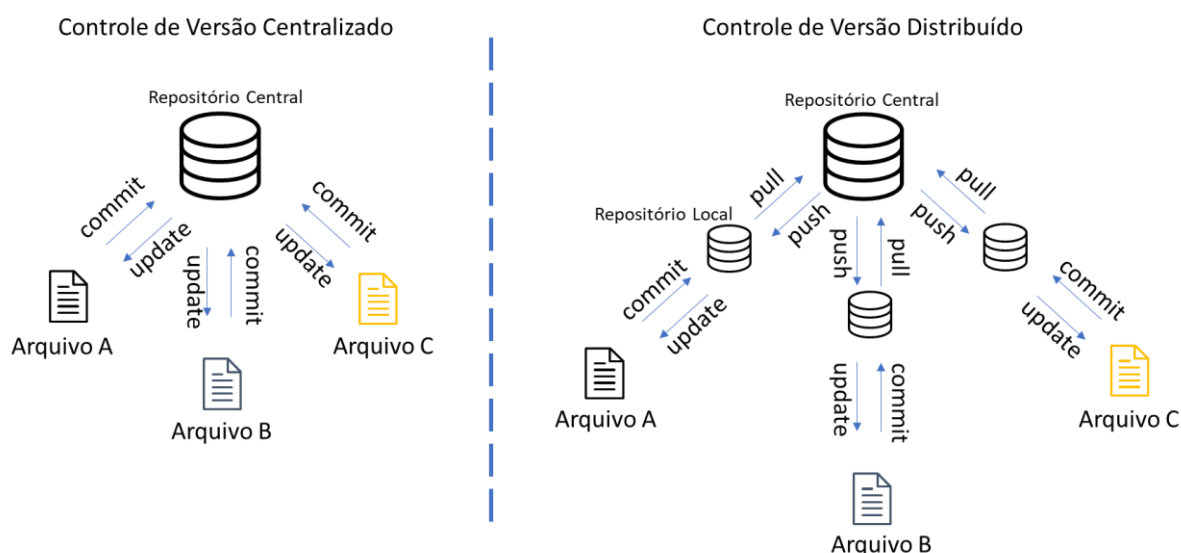 Controle de Versão Centralizado
Repositório Central
commit
update
update
commit
update
commit
Arquivo A
Arquivo B
Arquivo C
Controle de Versão Distribuído
Repositório Central
Repositório Local
pull
push
push
pull
push
pull
commit
update
update
commit
update
commit
Arquivo A
Arquivo B
Arquivo C